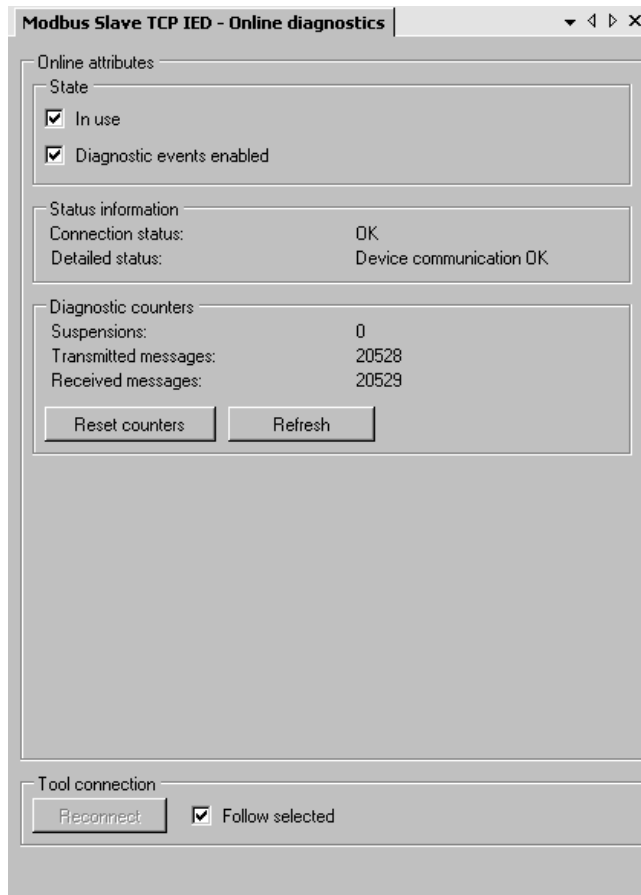 Modbus Slave TCP IED - Online diagnostics
Online attributes
State
In use
Diagnostic events enabled
Status information
Connection status: OK
Detailed status: Device communication OK
Diagnostic counters
Suspensions: 0
Transmitted messages: 20528
Received messages: 20529
Reset counters Refresh
Tool connection
Reconnect Follow selected